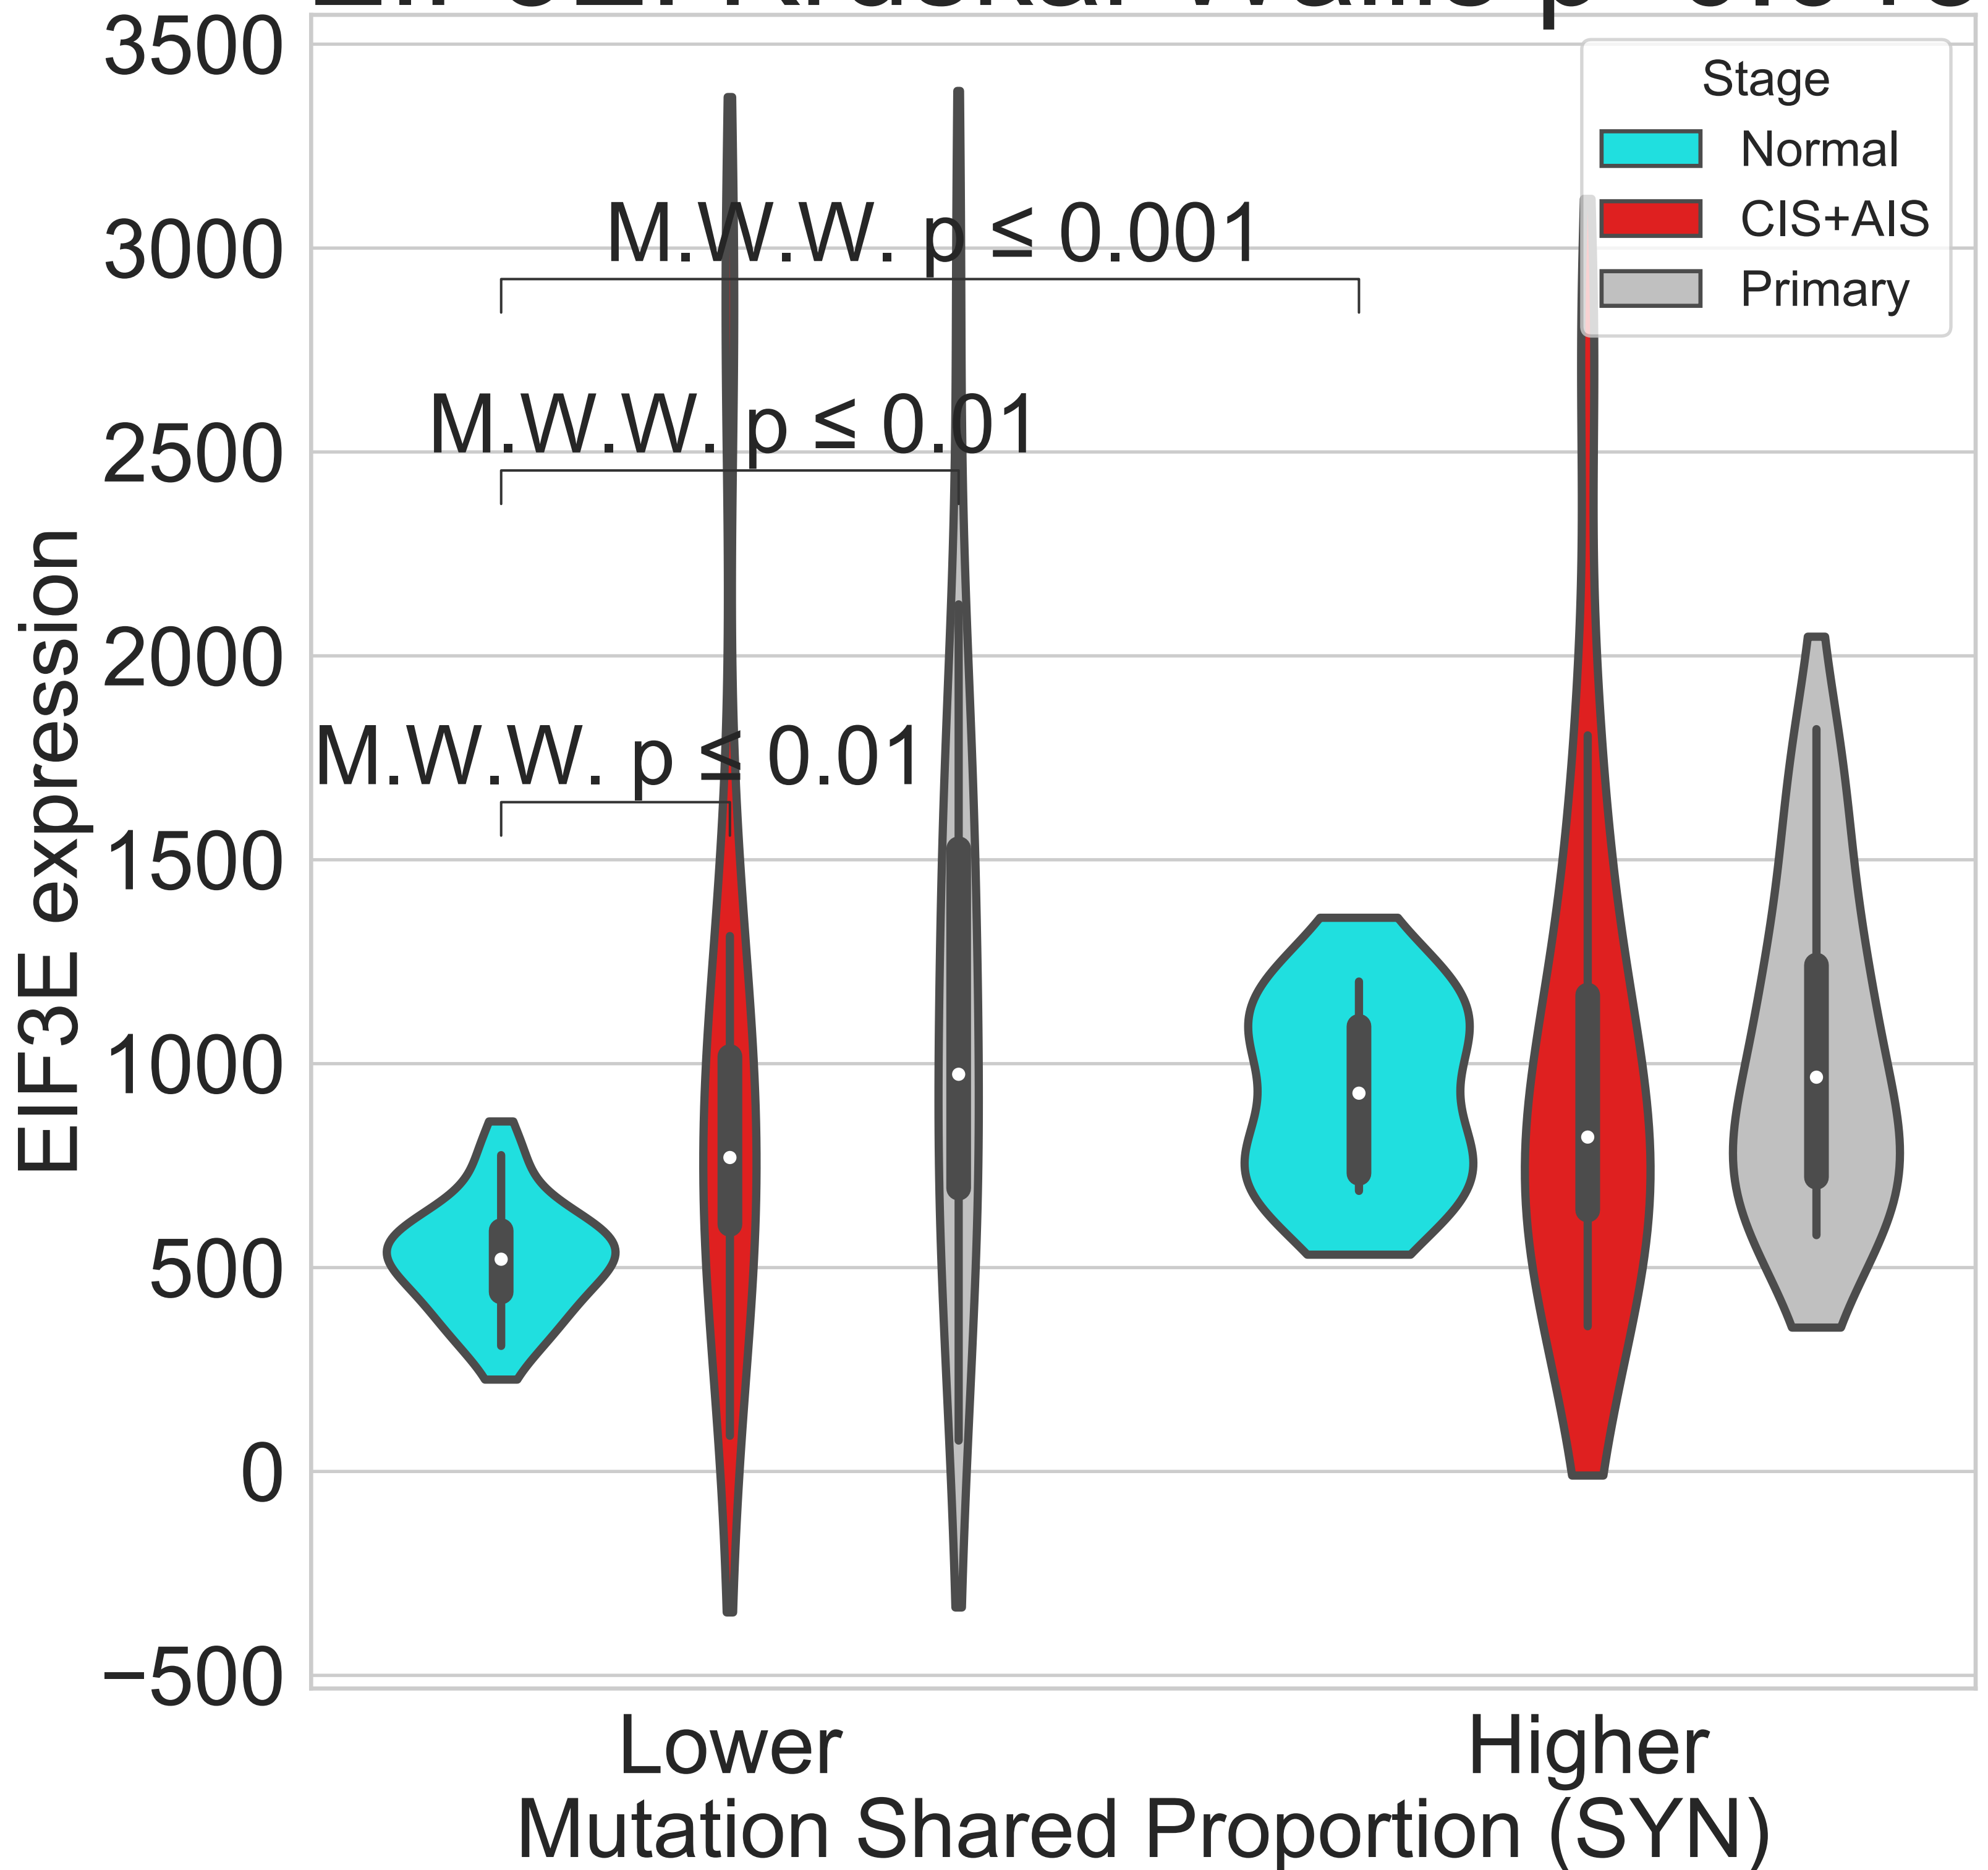 3500
3000
2500
2000
1500
1000
500
0
−500
EIF3E expression
M.W.W. p ≤ 0.001
M.W.W. p ≤ 0.01
M.W.W. p ≤ 0.01
Stage
Normal
CIS+AIS
Primary
Lower
Higher
Mutation Shared Proportion (SYN)